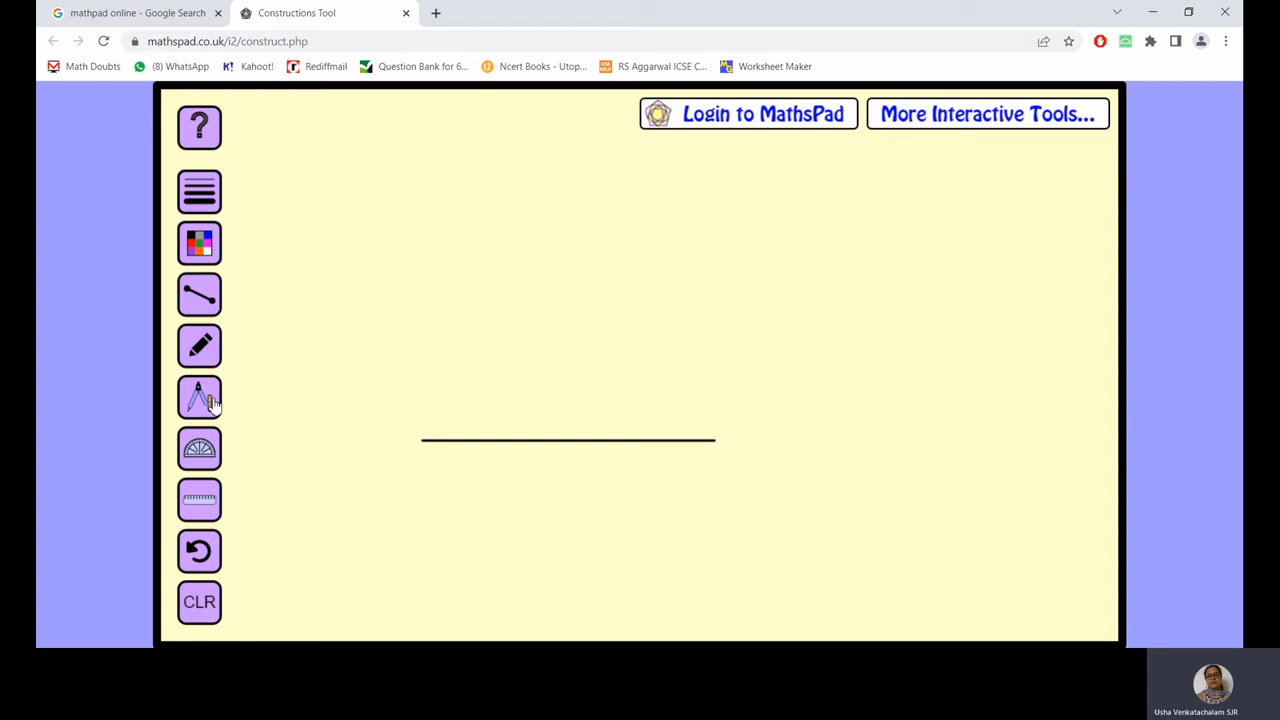 mathpad online - Google Search
Constructions Tool
mathspad.co.uk/i2/construct.php
Math Doubts
(8) WhatsApp
Kahoot!
Rediffmail
Question Bank for 6...
Ncert Books - Utop...
RS Aggarwal ICSE C...
Worksheet Maker
Login to MathsPad
More Interactive Tools...
?
CLR
Usha Venkatachalam SJR